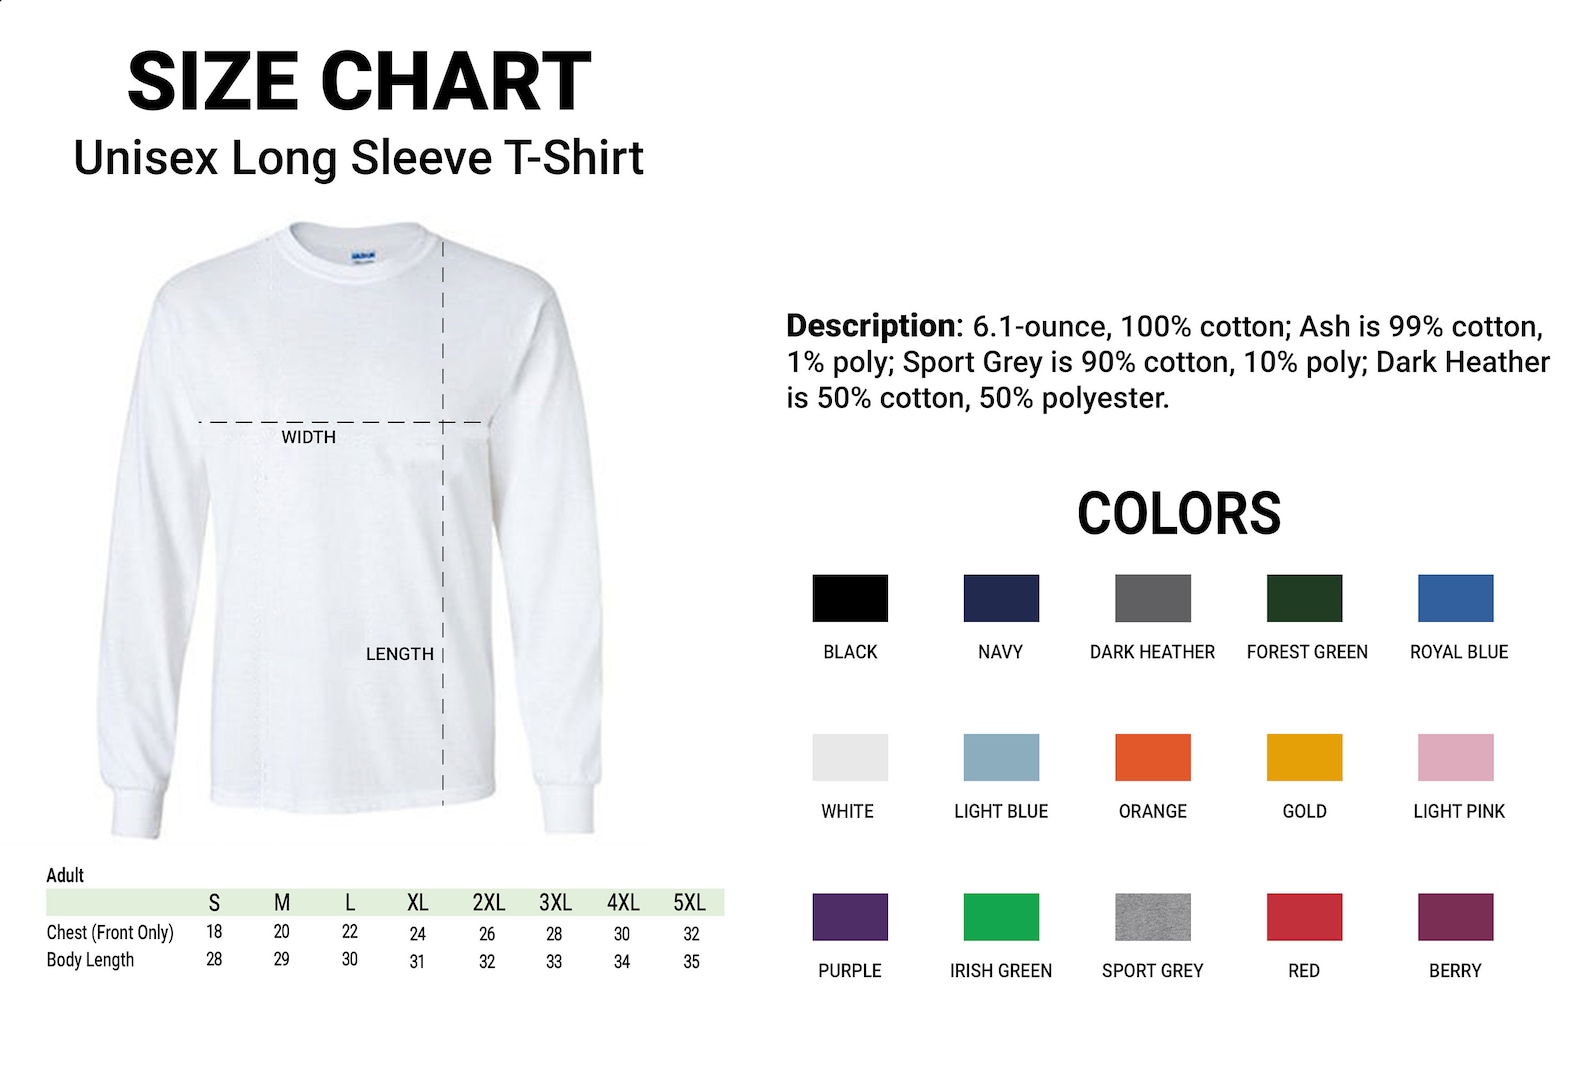 SIZE CHART
Unisex Long Sleeve T-Shirt
WIDTH
LENGTH
Adult
S M L XL 2XL 3XL 4XL 5XL
Chest (Front Only) 18 20 22 24 26 28 30 32
Body Length 28 29 30 31 32 33 34 35
Description: 6.1-ounce, 100% cotton; Ash is 99% cotton,
1% poly; Sport Grey is 90% cotton, 10% poly; Dark Heather
is 50% cotton, 50% polyester.
COLORS
BLACK NAVY DARK HEATHER FOREST GREEN ROYAL BLUE
WHITE LIGHT BLUE ORANGE GOLD LIGHT PINK
PURPLE IRISH GREEN SPORT GREY RED BERRY